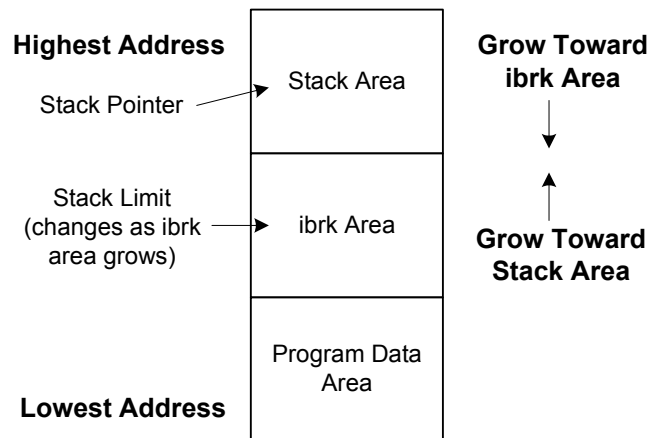 Highest Address
Stack Area
Grow Toward
ibrk Area
Stack Pointer
Stack Limit
(changes as ibrk
area grows)
ibrk Area
Grow Toward
Stack Area
Program Data
Area
Lowest Address